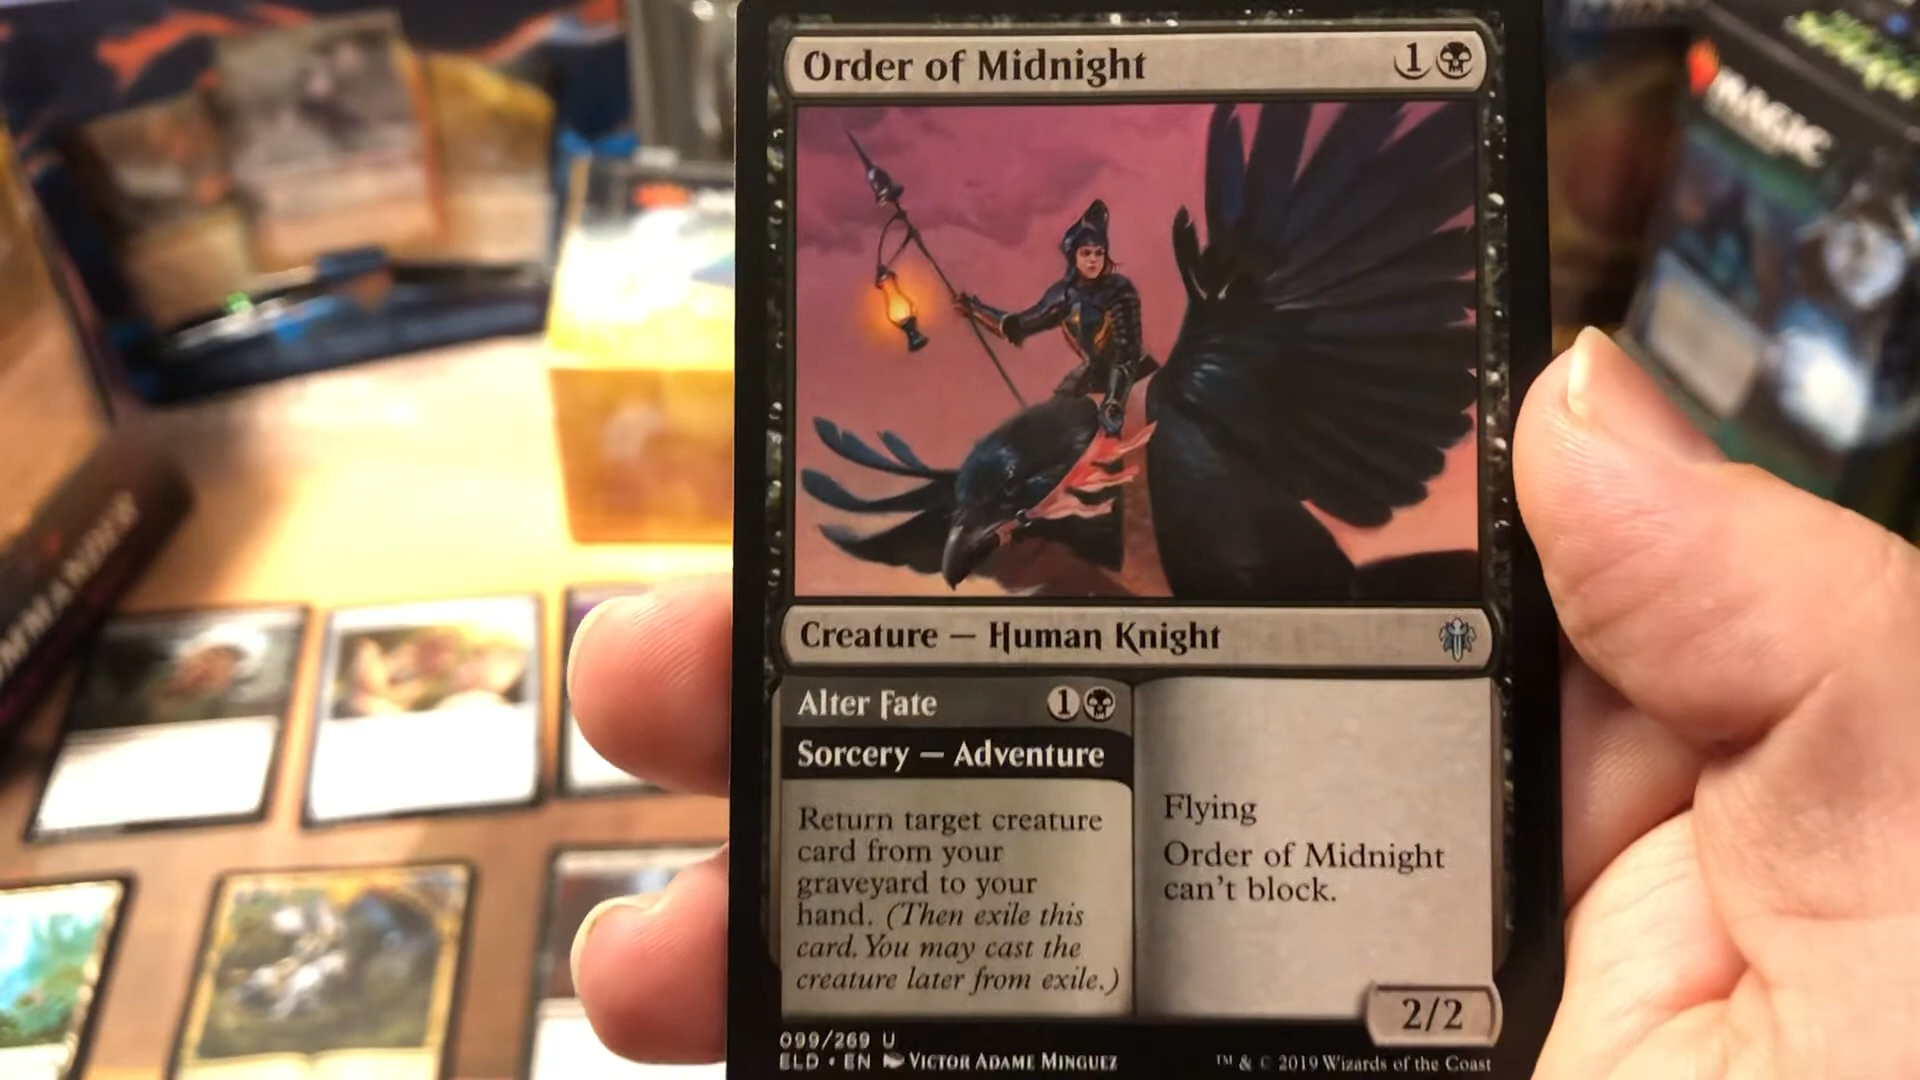 Order of Midnight 1
Creature — Human Knight
Alter Fate 1
Sorcery — Adventure
Return target creature
card from your
graveyard to your
hand. (Then exile this
card. You may cast the
creature later from exile.)
Flying
Order of Midnight
can't block.
2/2
099/269 U
ELD • EN VICTOR ADAME MINGUEZ
™ & © 2019 Wizards of the Coast
MAGIC